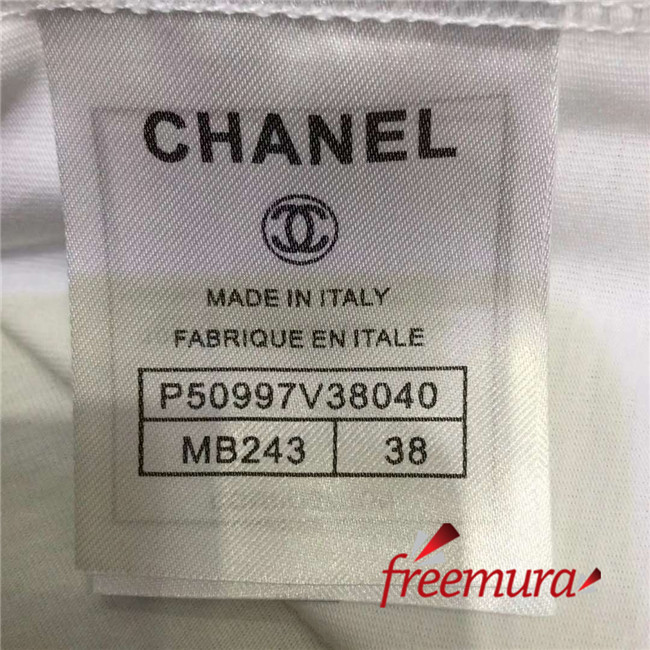 CHANEL
MADE IN ITALY
FABRIQUE EN ITALE
P50997V38040
MB243 38
freemura